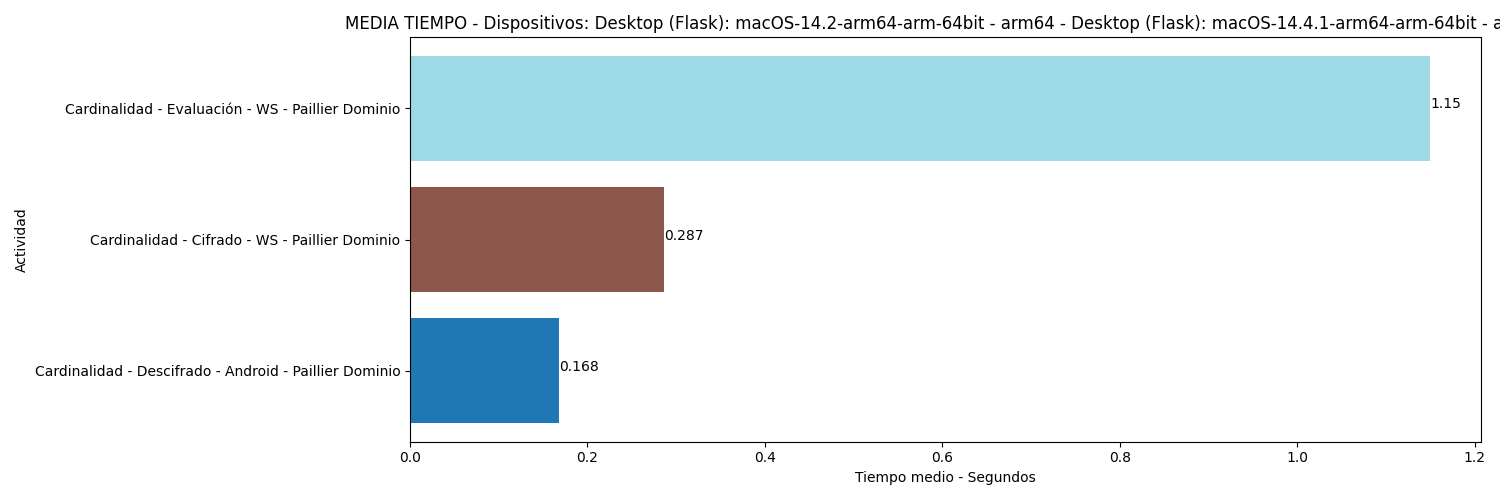 MEDIA TIEMPO - Dispositivos: Desktop (Flask): macOS-14.2-arm64-arm-64bit - arm64 - Desktop (Flask): macOS-14.4.1-arm64-arm-64bit - a
Cardinalidad - Evaluación - WS - Paillier Dominio
1.15
Cardinalidad - Cifrado - WS - Paillier Dominio
0.287
Cardinalidad - Descifrado - Android - Paillier Dominio
0.168
Actividad
0.0 0.2 0.4 0.6 0.8 1.0 1.2
Tiempo medio - Segundos